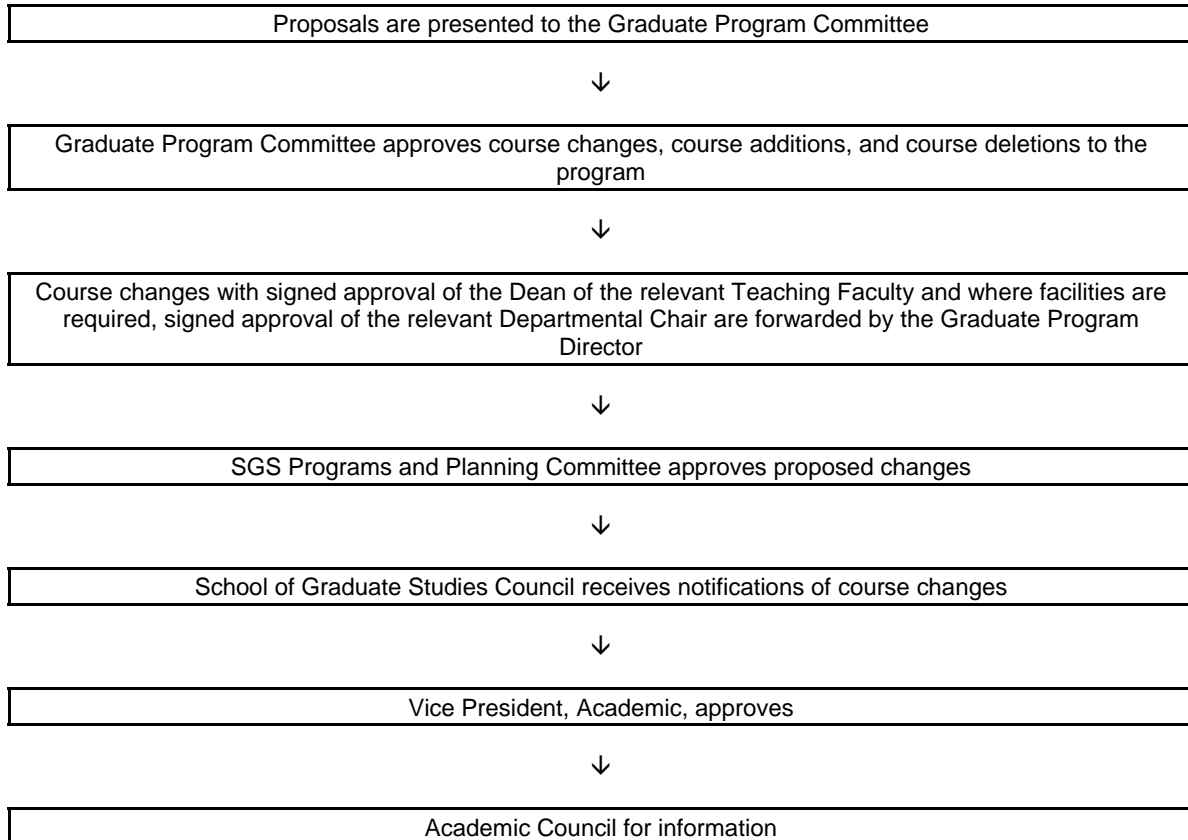 Proposals are presented to the Graduate Program Committee
↓
Graduate Program Committee approves course changes, course additions, and course deletions to the
program
↓
Course changes with signed approval of the Dean of the relevant Teaching Faculty and where facilities are
required, signed approval of the relevant Departmental Chair are forwarded by the Graduate Program
Director
↓
SGS Programs and Planning Committee approves proposed changes
↓
School of Graduate Studies Council receives notifications of course changes
↓
Vice President, Academic, approves
↓
Academic Council for information